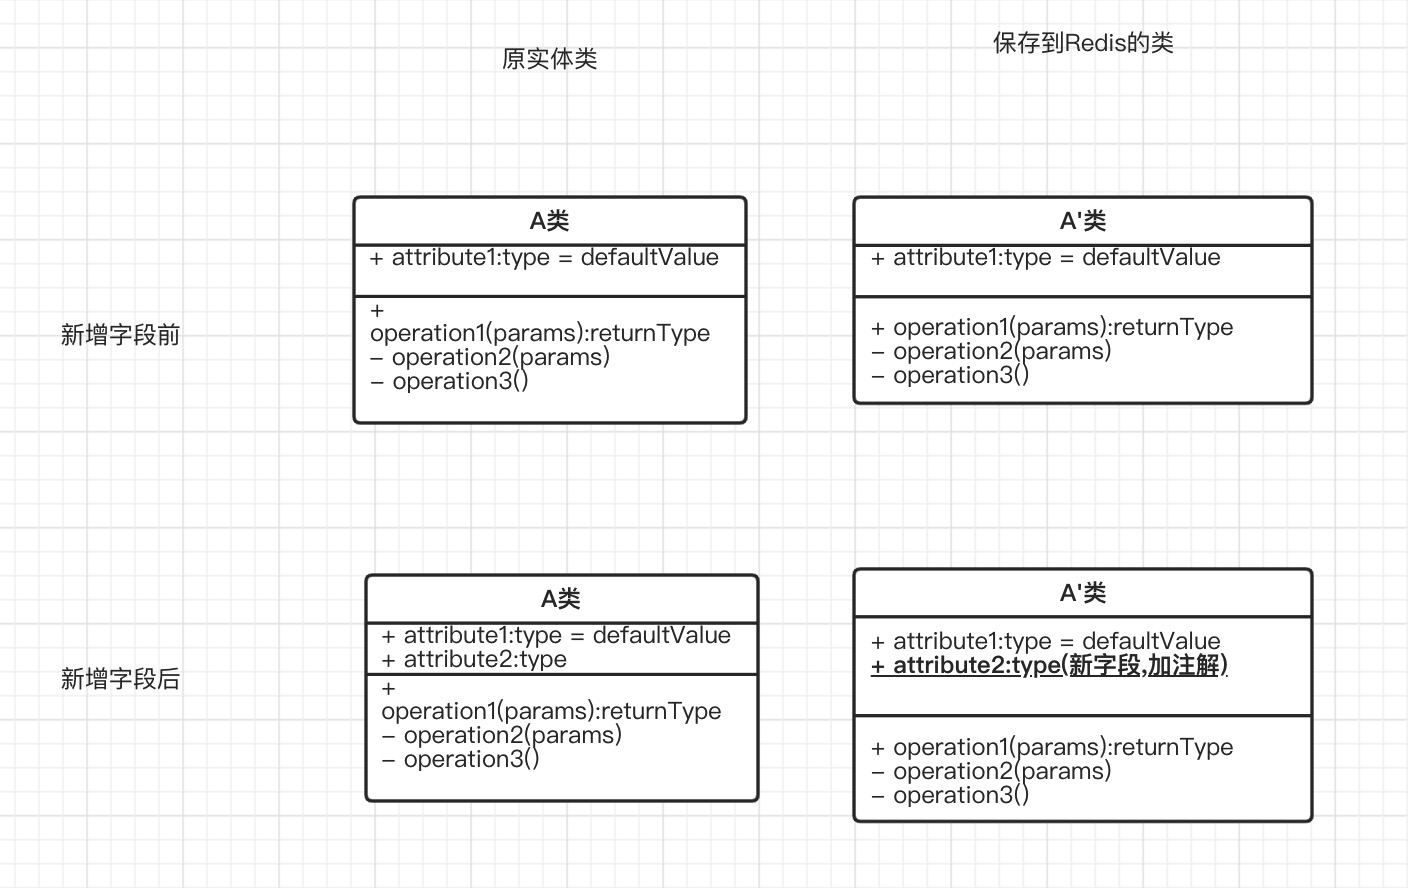 原实体类
保存到Redis的类
新增字段前
A类
+ attribute1:type = defaultValue
+
operation1(params):returnType
– operation2(params)
– operation3()
A'类
+ attribute1:type = defaultValue
+ operation1(params):returnType
– operation2(params)
– operation3()
新增字段后
A类
+ attribute1:type = defaultValue
+ attribute2:type
+
operation1(params):returnType
– operation2(params)
– operation3()
A'类
+ attribute1:type = defaultValue
+ attribute2:type(新字段,加注解)
+ operation1(params):returnType
– operation2(params)
– operation3()